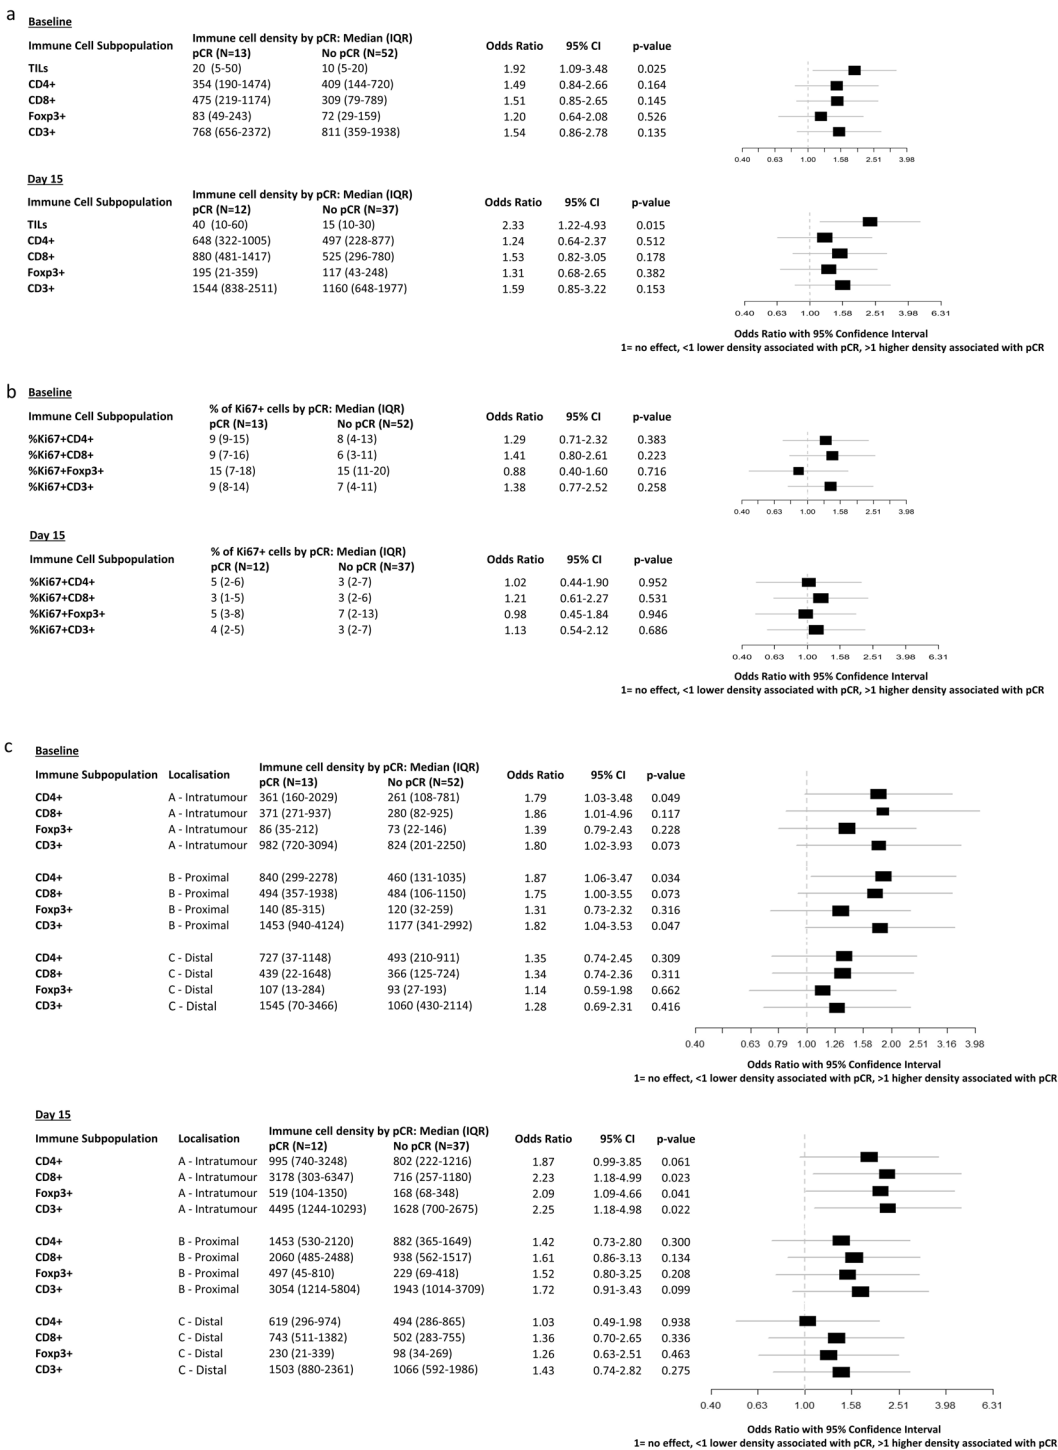 a
Baseline
Immune Cell Subpopulation Immune cell density by pCR: Median (IQR) Odds Ratio 95% CI p-value
pCR (N=13) No pCR (N=52)
TILs 20 (5-50) 10 (5-20) 1.92 1.09-3.48 0.025
CD4+ 354 (190-1474) 409 (144-720) 1.49 0.84-2.66 0.164
CD8+ 475 (219-1174) 309 (79-789) 1.51 0.85-2.65 0.145
Foxp3+ 83 (49-243) 72 (29-159) 1.20 0.64-2.08 0.526
CD3+ 768 (656-2372) 811 (359-1938) 1.54 0.86-2.78 0.135
0.40 0.63 1.00 1.58 2.51 3.98
Day 15
Immune Cell Subpopulation Immune cell density by pCR: Median (IQR) Odds Ratio 95% CI p-value
pCR (N=12) No pCR (N=37)
TILs 40 (10-60) 15 (10-30) 2.33 1.22-4.93 0.015
CD4+ 648 (322-1005) 497 (228-877) 1.24 0.64-2.37 0.512
CD8+ 880 (481-1417) 525 (296-780) 1.53 0.82-3.05 0.178
Foxp3+ 195 (21-359) 117 (43-248) 1.31 0.68-2.65 0.382
CD3+ 1544 (838-2511) 1160 (648-1977) 1.59 0.85-3.22 0.153
0.40 0.63 1.00 1.58 2.51 3.98 6.31
Odds Ratio with 95% Confidence Interval
1= no effect, <1 lower density associated with pCR, >1 higher density associated with pCR
b
Baseline
Immune Cell Subpopulation % of Ki67+ cells by pCR: Median (IQR) Odds Ratio 95% CI p-value
pCR (N=13) No pCR (N=52)
%Ki67+CD4+ 9 (9-15) 8 (4-13) 1.29 0.71-2.32 0.383
%Ki67+CD8+ 9 (7-16) 6 (3-11) 1.41 0.80-2.61 0.223
%Ki67+Foxp3+ 15 (7-18) 15 (11-20) 0.88 0.40-1.60 0.716
%Ki67+CD3+ 9 (8-14) 7 (4-11) 1.38 0.77-2.52 0.258
0.40 0.63 1.00 1.58 2.51 3.98
Day 15
Immune Cell Subpopulation % of Ki67+ cells by pCR: Median (IQR) Odds Ratio 95% CI p-value
pCR (N=12) No pCR (N=37)
%Ki67+CD4+ 5 (2-6) 3 (2-7) 1.02 0.44-1.90 0.952
%Ki67+CD8+ 3 (1-5) 3 (2-6) 1.21 0.61-2.27 0.531
%Ki67+Foxp3+ 5 (3-8) 7 (2-13) 0.98 0.45-1.84 0.946
%Ki67+CD3+ 4 (2-5) 3 (2-7) 1.13 0.54-2.12 0.686
0.40 0.63 1.00 1.58 2.51 3.98 6.31
Odds Ratio with 95% Confidence Interval
1= no effect, <1 lower density associated with pCR, >1 higher density associated with pCR
c
Baseline
Immune Subpopulation Localisation Immune cell density by pCR: Median (IQR) Odds Ratio 95% CI p-value
pCR (N=13) No pCR (N=52)
CD4+ A - Intratumour 361 (160-2029) 261 (108-781) 1.79 1.03-3.48 0.049
CD8+ A - Intratumour 371 (271-937) 280 (82-925) 1.86 1.01-4.96 0.117
Foxp3+ A - Intratumour 86 (35-212) 73 (22-146) 1.39 0.79-2.43 0.228
CD3+ A - Intratumour 982 (720-3094) 824 (201-2250) 1.80 1.02-3.93 0.073
CD4+ B - Proximal 840 (299-2278) 460 (131-1035) 1.87 1.06-3.47 0.034
CD8+ B - Proximal 494 (357-1938) 484 (106-1150) 1.75 1.00-3.55 0.073
Foxp3+ B - Proximal 140 (85-315) 120 (32-259) 1.31 0.73-2.32 0.316
CD3+ B - Proximal 1453 (940-4124) 1177 (341-2992) 1.82 1.04-3.53 0.047
CD4+ C - Distal 727 (37-1148) 493 (210-911) 1.35 0.74-2.45 0.309
CD8+ C - Distal 439 (22-1648) 366 (125-724) 1.34 0.74-2.36 0.311
Foxp3+ C - Distal 107 (13-284) 93 (27-193) 1.14 0.59-1.98 0.662
CD3+ C - Distal 1545 (70-3466) 1060 (430-2114) 1.28 0.69-2.31 0.416
0.40 0.63 0.79 1.00 1.26 1.58 2.00 2.51 3.16 3.98
Odds Ratio with 95% Confidence Interval
1= no effect, <1 lower density associated with pCR, >1 higher density associated with pCR
Day 15
Immune Subpopulation Localisation Immune cell density by pCR: Median (IQR) Odds Ratio 95% CI p-value
pCR (N=12) No pCR (N=37)
CD4+ A - Intratumour 995 (740-3248) 802 (222-1216) 1.87 0.99-3.85 0.061
CD8+ A - Intratumour 3178 (303-6347) 716 (257-1180) 2.23 1.18-4.99 0.023
Foxp3+ A - Intratumour 519 (104-1350) 168 (68-348) 2.09 1.09-4.66 0.041
CD3+ A - Intratumour 4495 (1244-10293) 1628 (700-2675) 2.25 1.18-4.98 0.022
CD4+ B - Proximal 1453 (530-2120) 882 (365-1649) 1.42 0.73-2.80 0.300
CD8+ B - Proximal 2060 (485-2488) 938 (562-1517) 1.61 0.86-3.13 0.134
Foxp3+ B - Proximal 497 (45-810) 229 (69-418) 1.52 0.80-3.25 0.208
CD3+ B - Proximal 3054 (1214-5804) 1943 (1014-3709) 1.72 0.91-3.43 0.099
CD4+ C - Distal 619 (296-974) 494 (286-865) 1.03 0.49-1.98 0.938
CD8+ C - Distal 743 (511-1382) 502 (283-755) 1.36 0.70-2.65 0.336
Foxp3+ C - Distal 230 (21-339) 98 (34-269) 1.26 0.63-2.51 0.463
CD3+ C - Distal 1503 (880-2361) 1066 (592-1986) 1.43 0.74-2.82 0.275
0.40 0.63 1.00 1.58 2.51 3.98 6.31
Odds Ratio with 95% Confidence Interval
1= no effect, <1 lower density associated with pCR, >1 higher density associated with pCR